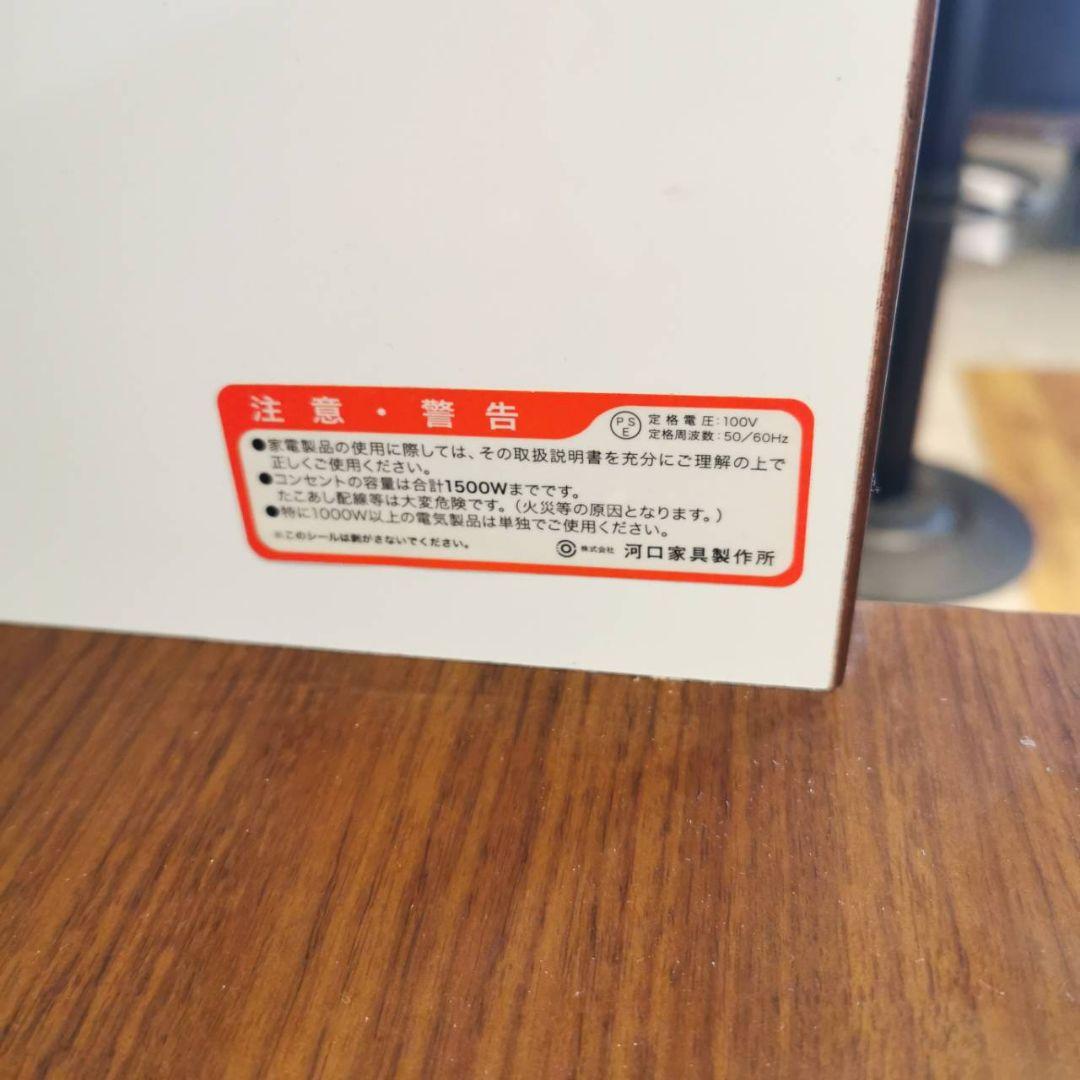 注意・警告
PSE
定格電圧:100V
定格周波数:50/60Hz
●家電製品の使用に際しては、その取扱説明書を充分にご理解の上で
正しくご使用ください。
●コンセントの容量は合計1500Wまでです。
たこあし配線等は大変危険です。(火災等の原因となります。)
●特に1000W以上の電気製品は単独でご使用ください。
※このシールは剥がさないでください。
株式会社 河口家具製作所